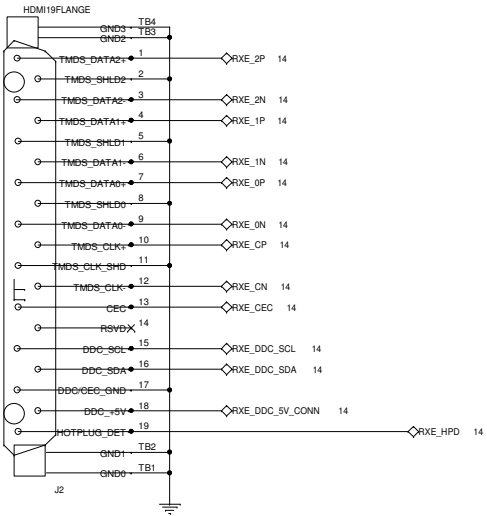 HDMI19FLANGE
GND3 TB4
GND2 TB3
TMDS_DATA2+ 1 RXE_2P 14
TMDS_SHLD2 2
TMDS_DATA2- 3 RXE_2N 14
TMDS_DATA1+ 4 RXE_1P 14
TMDS_SHLD1 5
TMDS_DATA1- 6 RXE_1N 14
TMDS_DATA0+ 7 RXE_0P 14
TMDS_SHLD0 8
TMDS_DATA0- 9 RXE_0N 14
TMDS_CLK+ 10 RXE_CP 14
TMDS_CLK_SHD 11
TMDS_CLK- 12 RXE_CN 14
CEC 13 RXE_CEC 14
RSVD 14
DDC_SCL 15 RXE_DDC_SCL 14
DDC_SDA 16 RXE_DDC_SDA 14
DDC/CEC_GND 17
DDC_+5V 18 RXE_DDC_5V_CONN 14
HOTPLUG_DET 19 RXE_HPD 14
GND1 TB2
GND0 TB1
J2